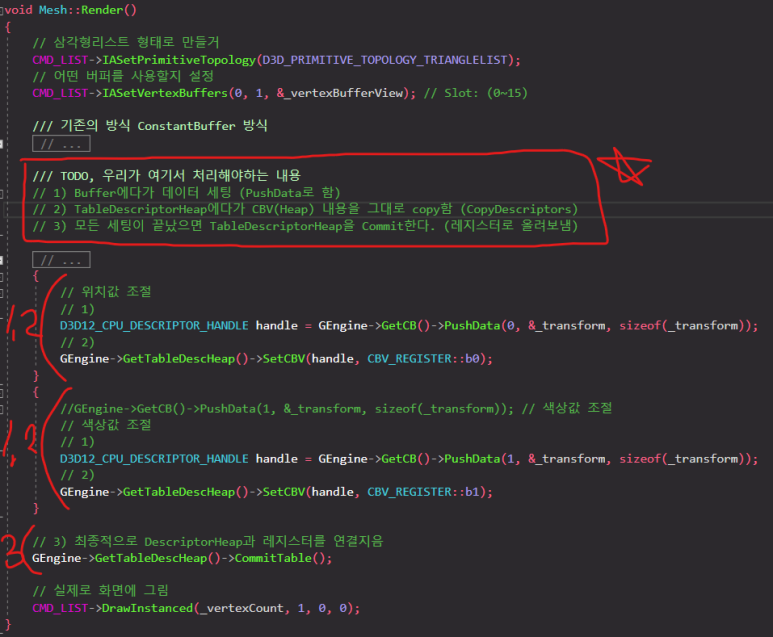 void Mesh::Render()
{
// 삼각형리스트 형태로 만들거
CMD_LIST->IASetPrimitiveTopology(D3D_PRIMITIVE_TOPOLOGY_TRIANGLELIST);
// 어떤 버퍼를 사용할지 설정
CMD_LIST->IASetVertexBuffers(0, 1, &_vertexBufferView); // Slot: (0~15)
/// 기존의 방식 ConstantBuffer 방식
// ...
/// TODO, 우리가 여기서 처리해야하는 내용
// 1) Buffer에다가 데이터 세팅 (PushData로 함)
// 2) TableDescriptorHeap에다가 CBV(Heap) 내용을 그대로 copy함 (CopyDescriptors)
// 3) 모든 세팅이 끝났으면 TableDescriptorHeap을 Commit한다. (레지스터로 올려보냄)
// ...
{
// 위치값 조절
// 1)
1,2 D3D12_CPU_DESCRIPTOR_HANDLE handle = GEngine->GetCB()->PushData(0, &_transform, sizeof(_transform));
// 2)
GEngine->GetTableDescHeap()->SetCBV(handle, CBV_REGISTER::b0);
}
{
//GEngine->GetCB()->PushData(1, &_transform, sizeof(_transform)); // 색상값 조절
// 색상값 조절
// 1)
1,2 D3D12_CPU_DESCRIPTOR_HANDLE handle = GEngine->GetCB()->PushData(1, &_transform, sizeof(_transform));
// 2)
GEngine->GetTableDescHeap()->SetCBV(handle, CBV_REGISTER::b1);
}
// 3) 최종적으로 DescriptorHeap과 레지스터를 연결지음
3 GEngine->GetTableDescHeap()->CommitTable();
// 실제로 화면에 그림
CMD_LIST->DrawInstanced(_vertexCount, 1, 0, 0);
}